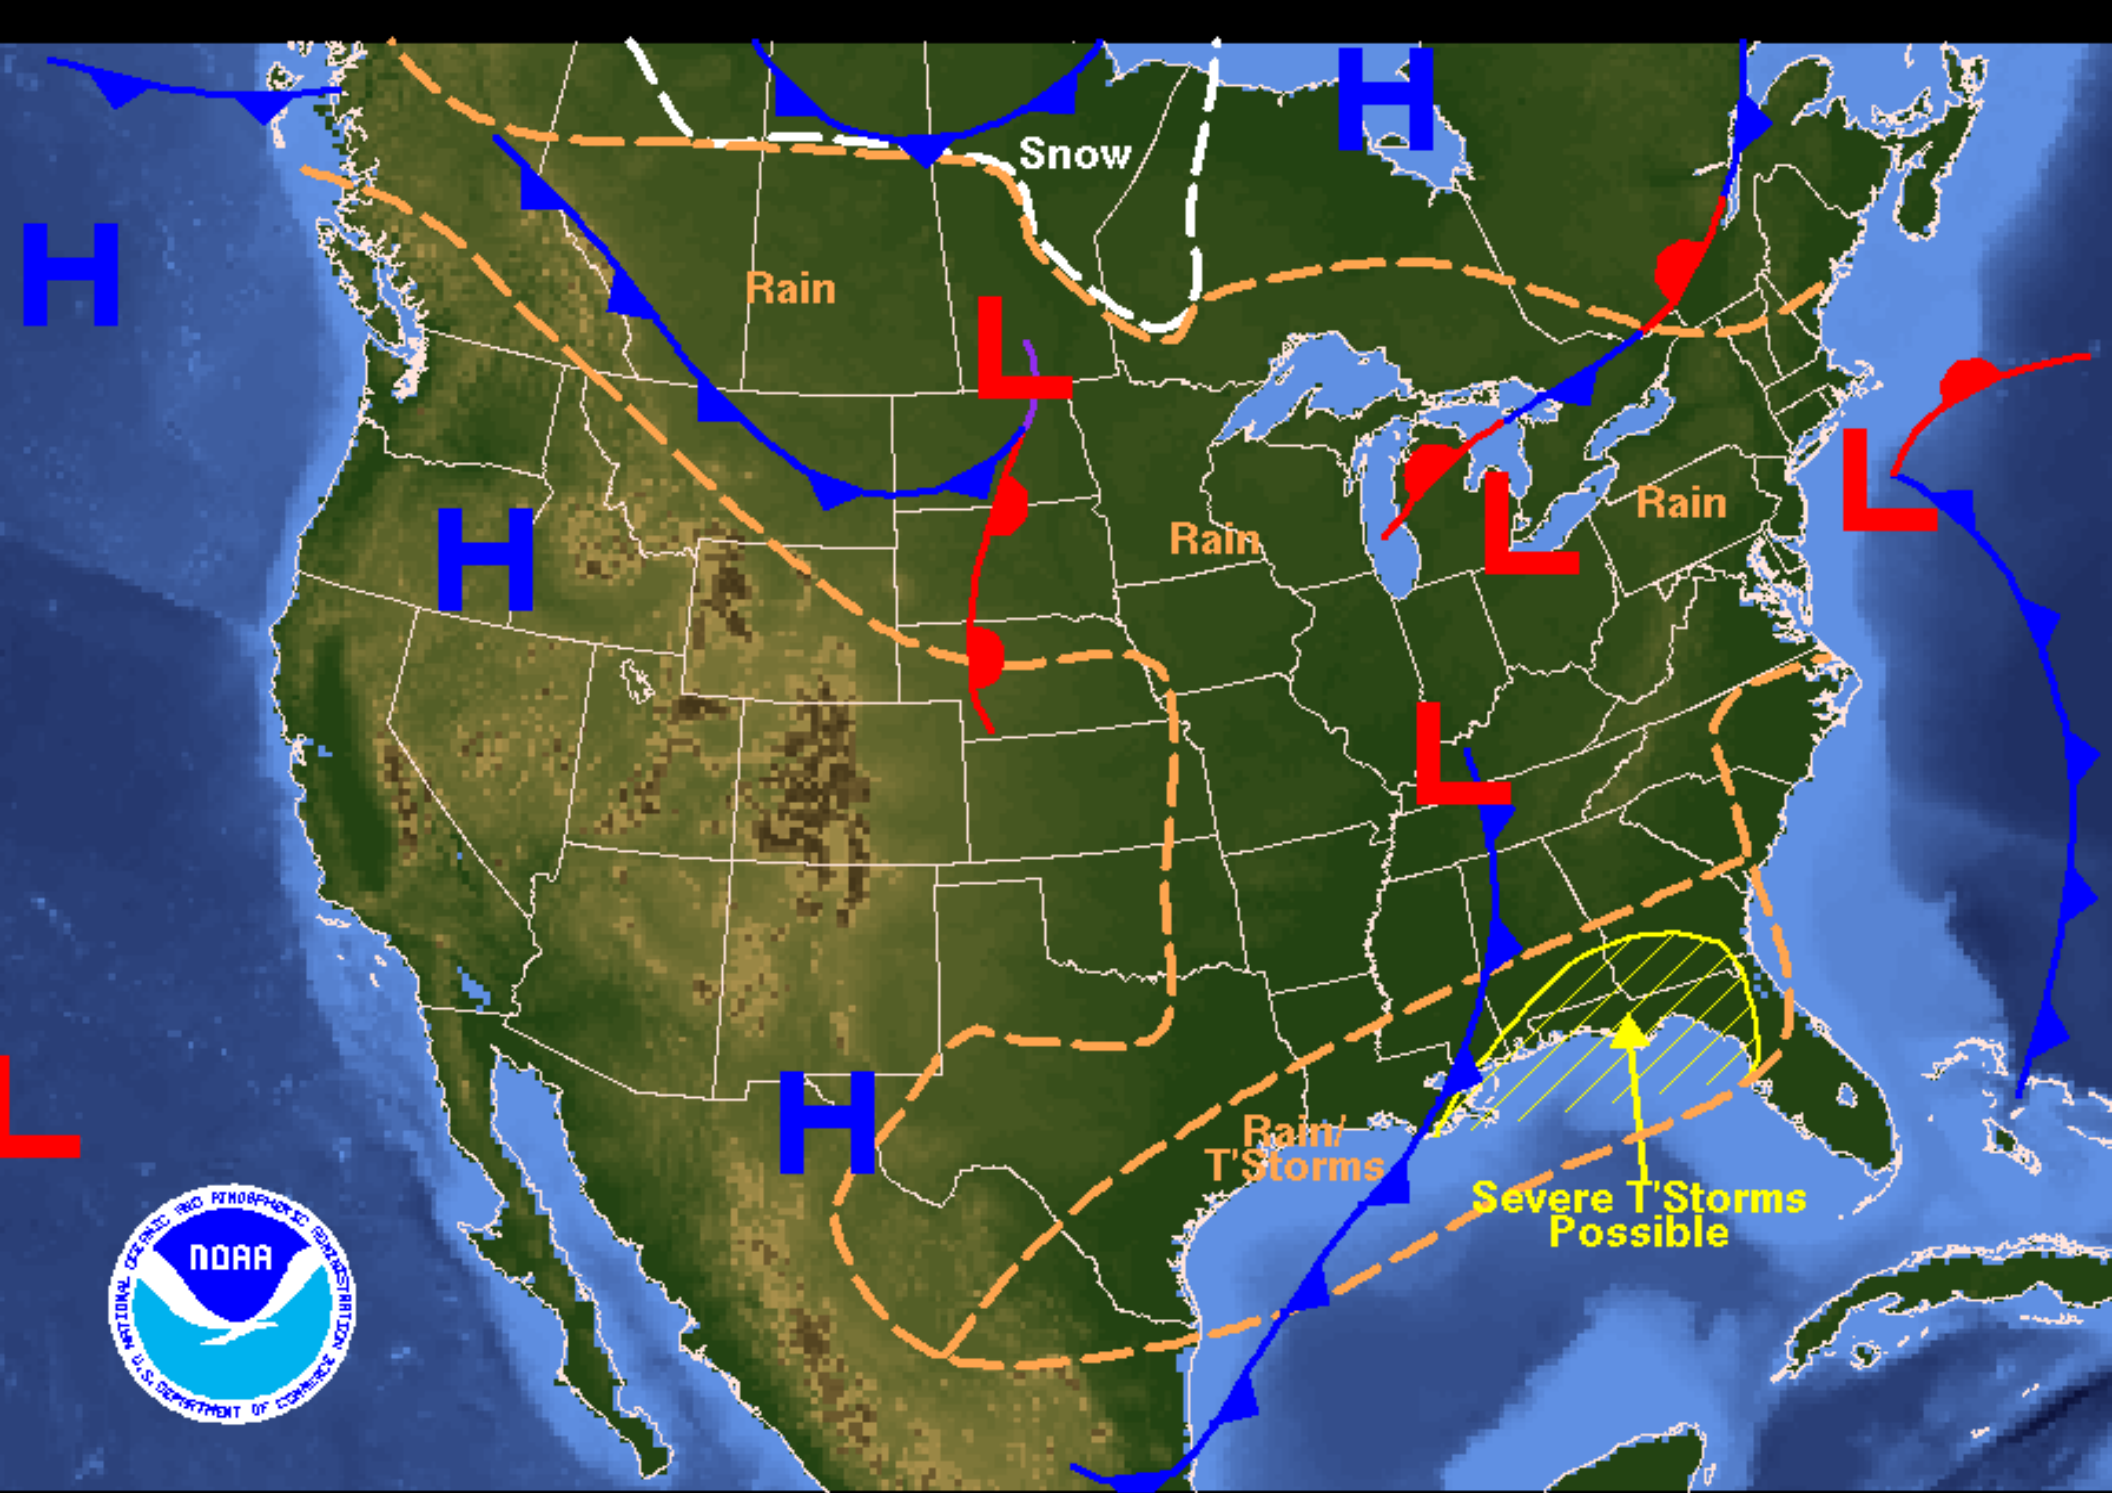 H
Snow
H
Rain
L
L
Rain
Rain
L
H
L
H
L
Rain/
T'Storms
Severe T'Storms
Possible
L
NOAA
NATIONAL OCEANIC AND ATMOSPHERIC ADMINISTRATION
U.S. DEPARTMENT OF COMMERCE